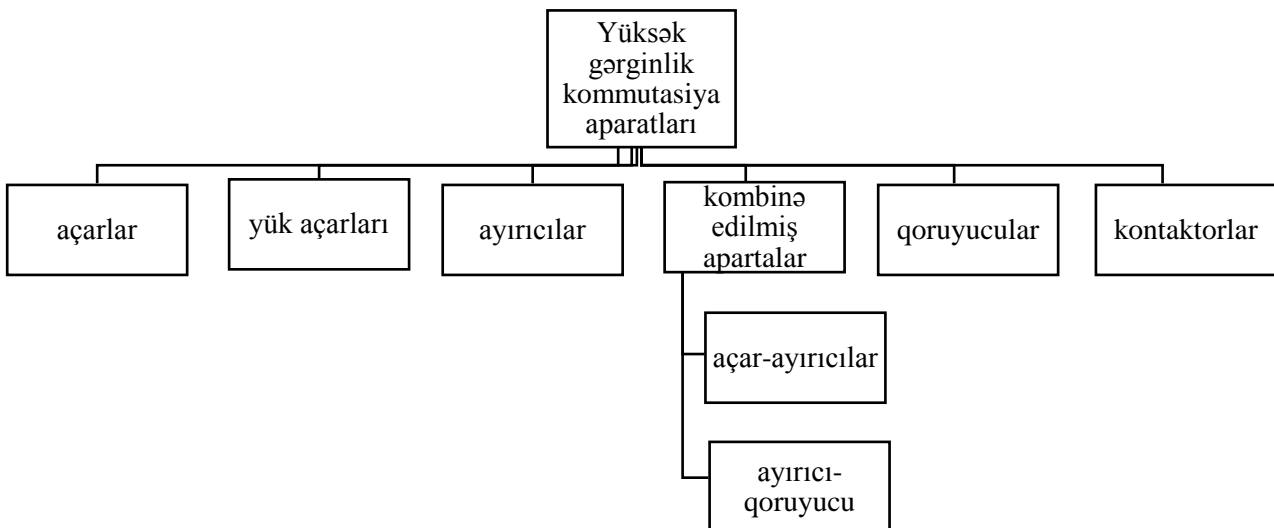 Yüksək
gərginlik
kommutasiya
aparatları
açarlar
yük açarları
ayırıcılar
kombinə
edilmiş
apartalar
qoruyucular
kontaktorlar
açar-ayırıcılar
ayırıcı-
qoruyucu